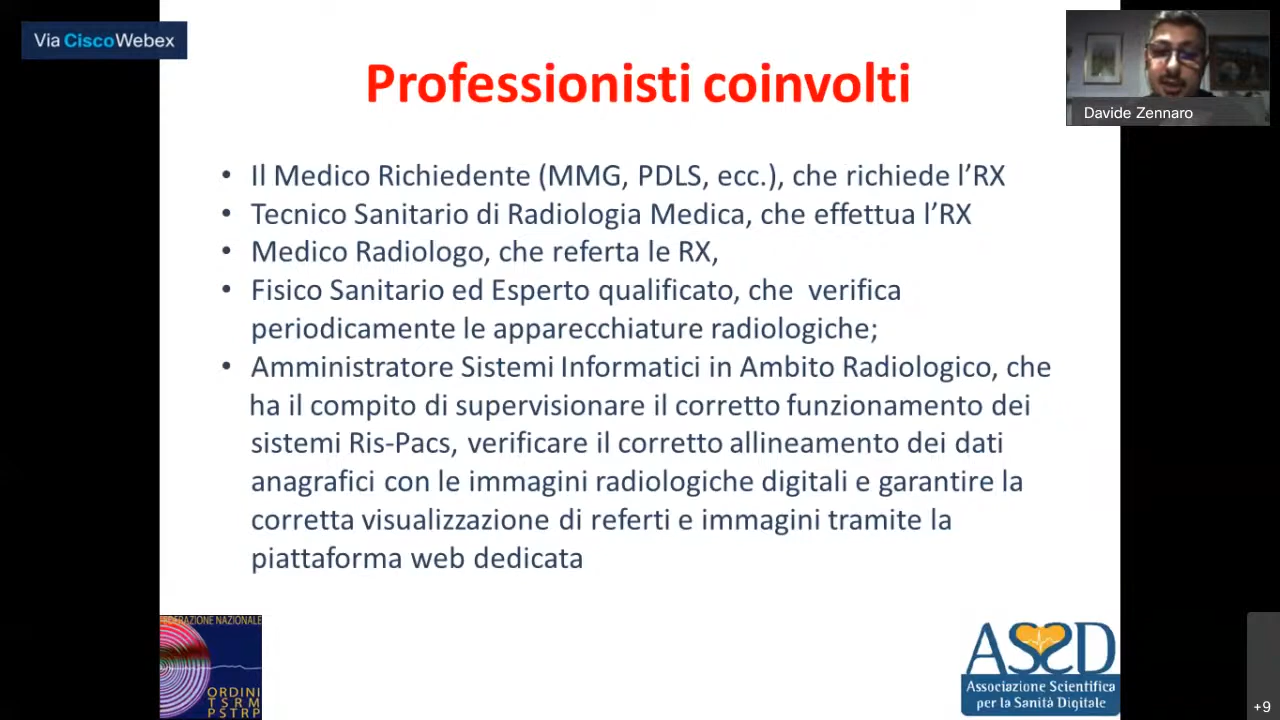 Via CiscoWebex
Professionisti coinvolti
Davide Zennaro
• Il Medico Richiedente (MMG, PDLS, ecc.), che richiede l’RX
• Tecnico Sanitario di Radiologia Medica, che effettua l’RX
• Medico Radiologo, che referta le RX,
• Fisico Sanitario ed Esperto qualificato, che verifica
periodicamente le apparecchiature radiologiche;
• Amministratore Sistemi Informatici in Ambito Radiologico, che
ha il compito di supervisionare il corretto funzionamento dei
sistemi Ris-Pacs, verificare il corretto allineamento dei dati
anagrafici con le immagini radiologiche digitali e garantire la
corretta visualizzazione di referti e immagini tramite la
piattaforma web dedicata
FEDERAZIONE NAZIONALE
ORDINI
TSRM
PSTRP
ASSD
Associazione Scientifica
per la Sanità Digitale
+9